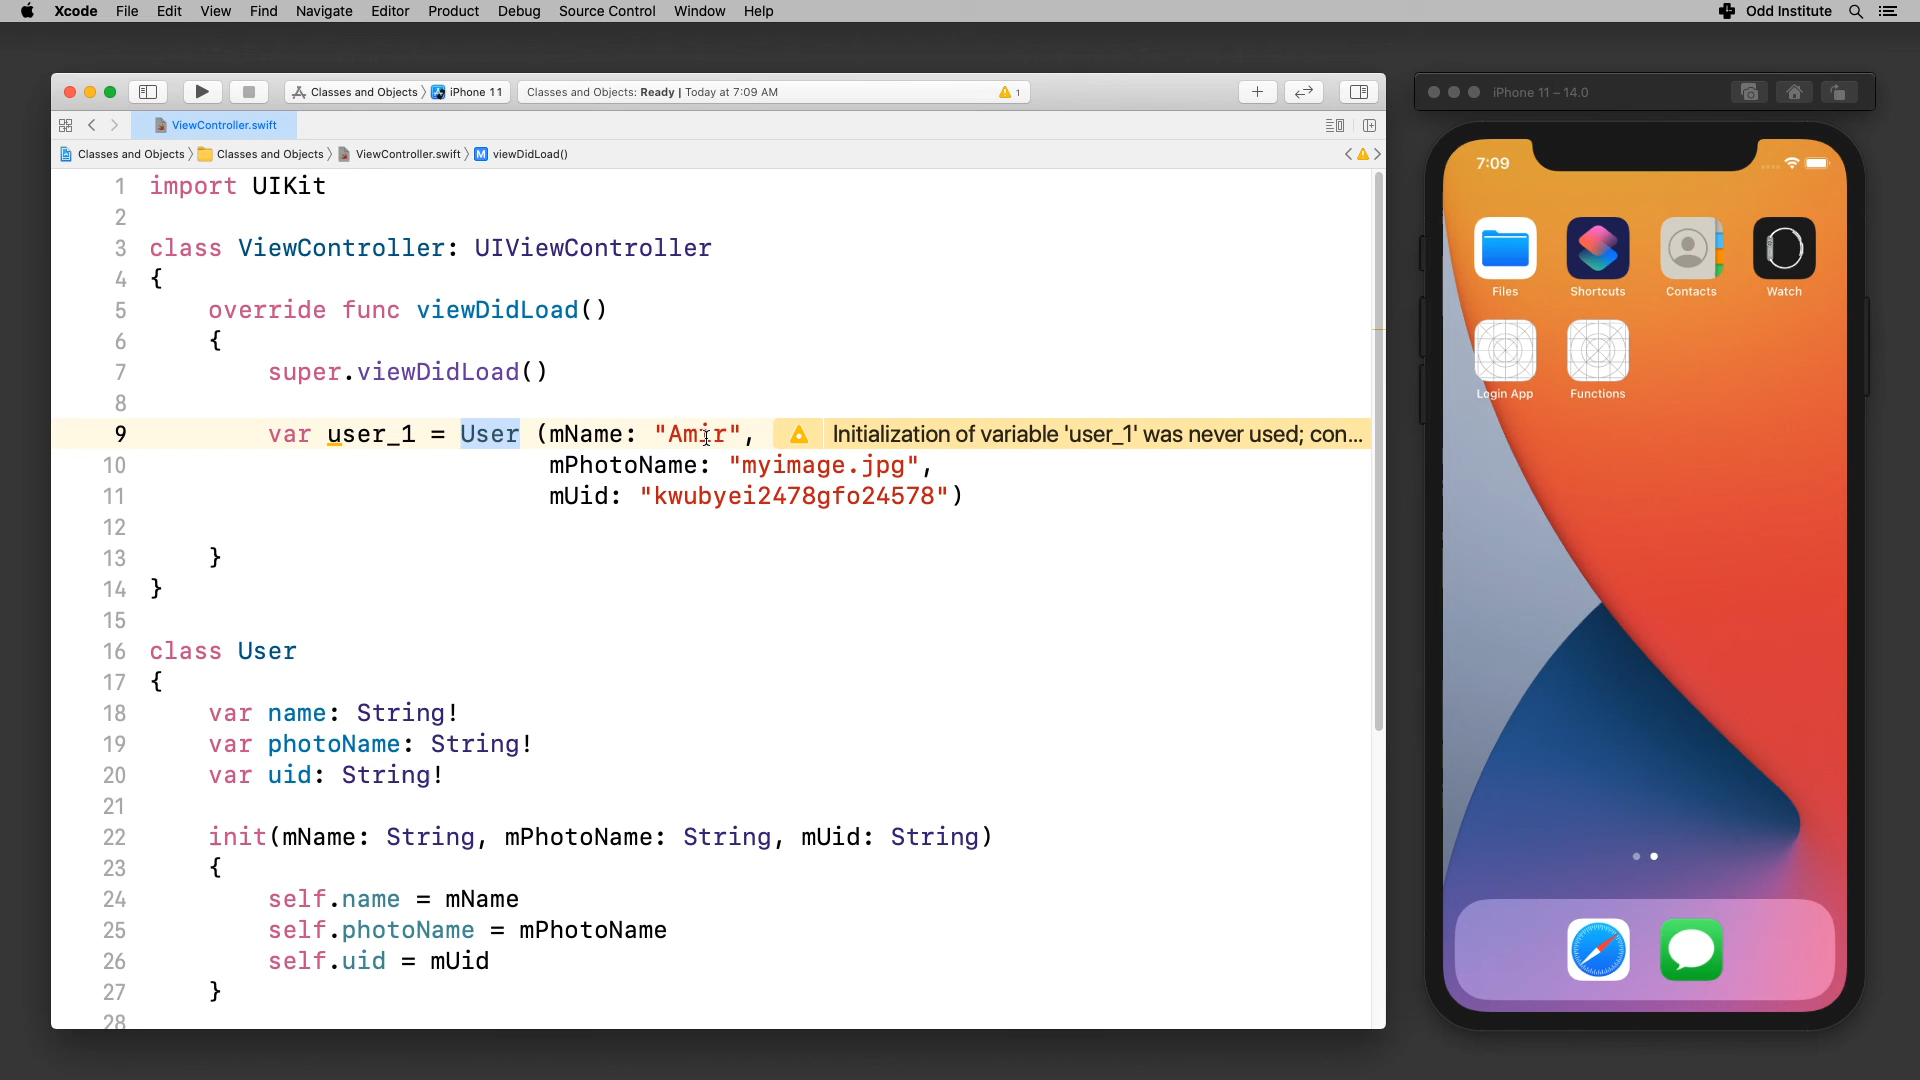 Xcode File Edit View Find Navigate Editor Product Debug Source Control Window Help
Odd Institute
Classes and Objects iPhone 11
Classes and Objects: Ready | Today at 7:09 AM
1
iPhone 11 – 14.0
ViewController.swift
Classes and Objects Classes and Objects ViewController.swift M viewDidLoad()
1 import UIKit
2
3 class ViewController: UIViewController
4 {
5 override func viewDidLoad()
6 {
7 super.viewDidLoad()
8
9 var user_1 = User (mName: "Amir", Initialization of variable 'user_1' was never used; con...
10 mPhotoName: "myimage.jpg",
11 mUid: "kwubyei2478gfo24578")
12
13 }
14 }
15
16 class User
17 {
18 var name: String!
19 var photoName: String!
20 var uid: String!
21
22 init(mName: String, mPhotoName: String, mUid: String)
23 {
24 self.name = mName
25 self.photoName = mPhotoName
26 self.uid = mUid
27 }
28
7:09
Files Shortcuts Contacts Watch
Login App Functions